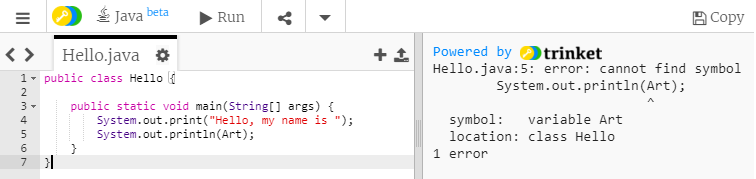 Java beta Run Copy
Hello.java
1 public class Hello {
2
3 public static void main(String[] args) {
4 System.out.print("Hello, my name is ");
5 System.out.println(Art);
6 }
7 }
Powered by trinket
Hello.java:5: error: cannot find symbol
System.out.println(Art);
^
symbol: variable Art
location: class Hello
1 error